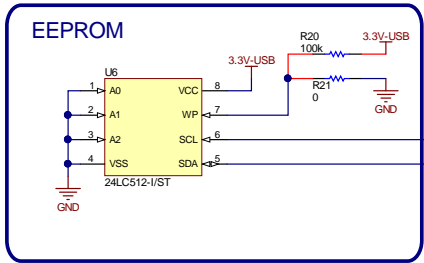 EEPROM
R20
100k
3.3V-USB
3.3V-USB
U6
R21
0
GND
1 A0 VCC 8
2 A1 WP 7
3 A2 SCL 6
4 VSS SDA 5
24LC512-I/ST
GND